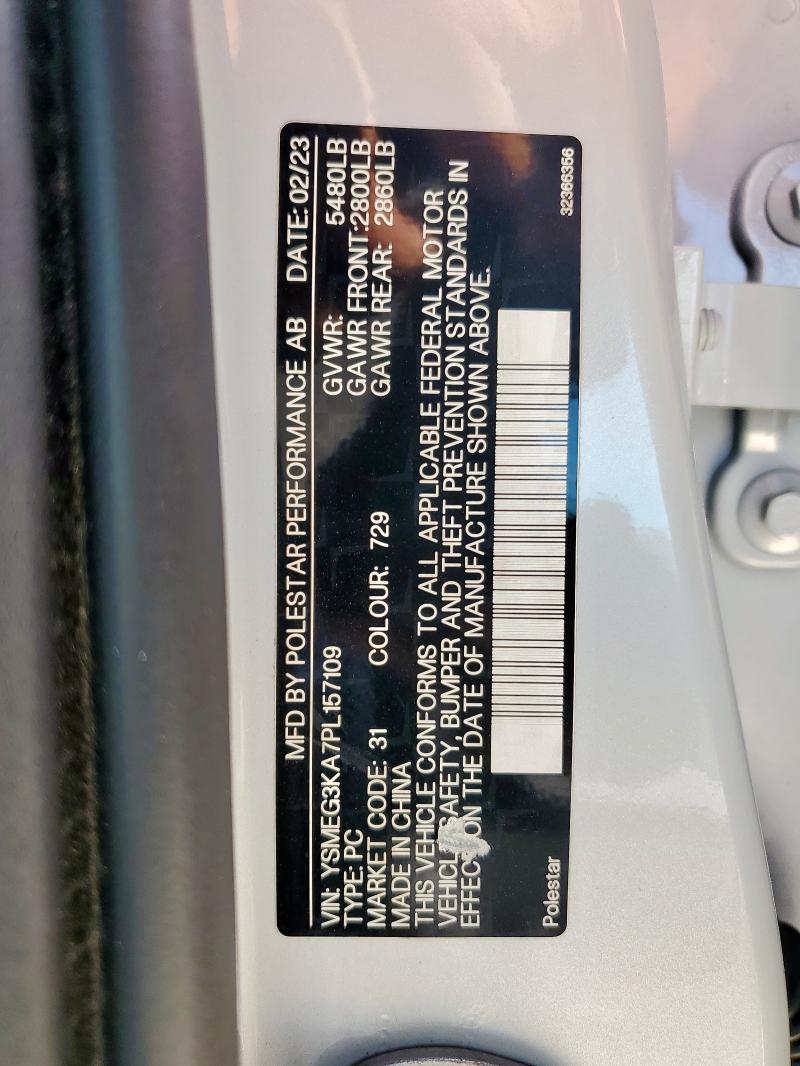 MFD BY POLESTAR PERFORMANCE AB DATE: 02/23
VIN: YSMEG3KA7PL157109 GVWR: 5480LB
TYPE: PC GAWR FRONT:2800LB
MARKET CODE: 31 COLOUR: 729 GAWR REAR: 2860LB
MADE IN CHINA
THIS VEHICLE CONFORMS TO ALL APPLICABLE FEDERAL MOTOR
VEHICL SAFETY, BUMPER AND THEFT PREVENTION STANDARDS IN
EFFEC ON THE DATE OF MANUFACTURE SHOWN ABOVE.
Polestar 32366356